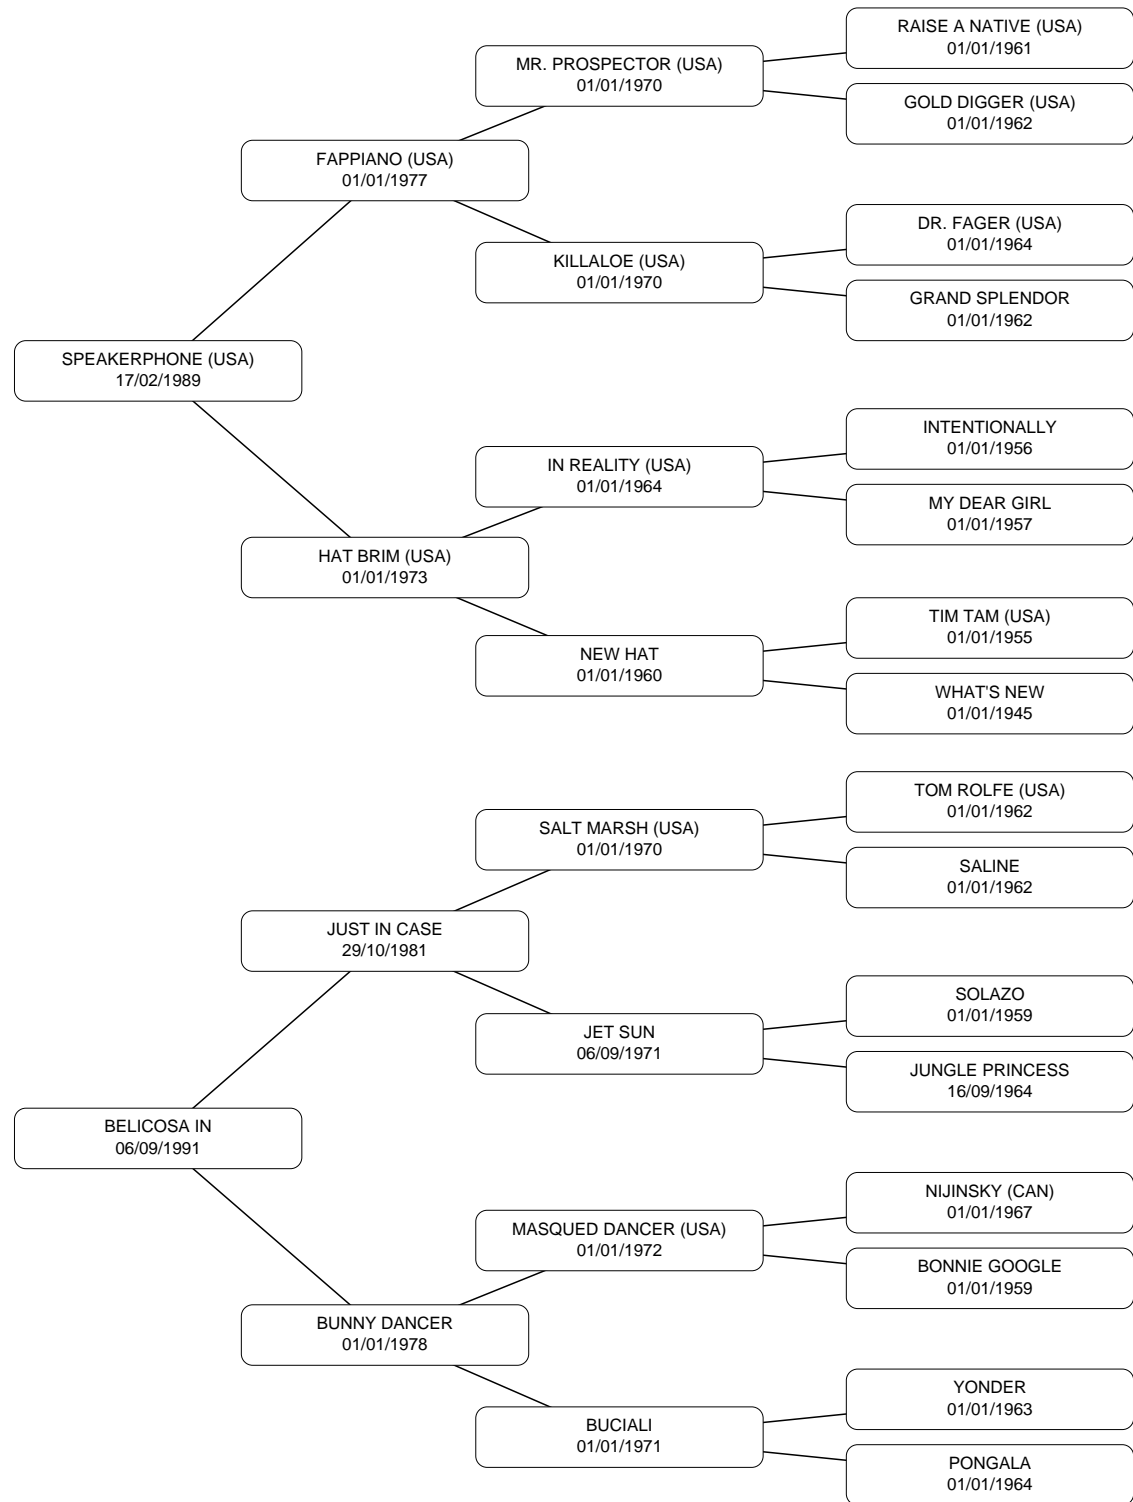 RAISE A NATIVE (USA)
01/01/1961
MR. PROSPECTOR (USA)
01/01/1970
GOLD DIGGER (USA)
01/01/1962
FAPPIANO (USA)
01/01/1977
DR. FAGER (USA)
01/01/1964
KILLALOE (USA)
01/01/1970
GRAND SPLENDOR
01/01/1962
SPEAKERPHONE (USA)
17/02/1989
INTENTIONALLY
01/01/1956
IN REALITY (USA)
01/01/1964
MY DEAR GIRL
01/01/1957
HAT BRIM (USA)
01/01/1973
TIM TAM (USA)
01/01/1955
NEW HAT
01/01/1960
WHAT'S NEW
01/01/1945
TOM ROLFE (USA)
01/01/1962
SALT MARSH (USA)
01/01/1970
SALINE
01/01/1962
JUST IN CASE
29/10/1981
SOLAZO
01/01/1959
JET SUN
06/09/1971
JUNGLE PRINCESS
16/09/1964
BELICOSA IN
06/09/1991
NIJINSKY (CAN)
01/01/1967
MASQUED DANCER (USA)
01/01/1972
BONNIE GOOGLE
01/01/1959
BUNNY DANCER
01/01/1978
YONDER
01/01/1963
BUCIALI
01/01/1971
PONGALA
01/01/1964